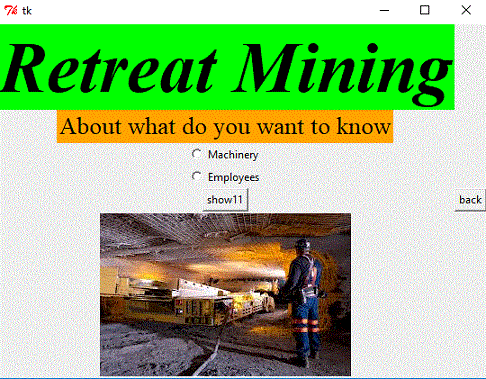 tk
Retreat Mining
About what do you want to know
Machinery
Employees
show11
back